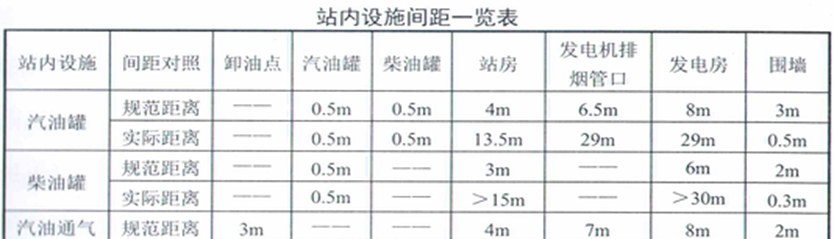 站内设施间距一览表
站内设施 间距对照 卸油点 汽油罐 柴油罐 站房 发电机排烟管口 发电房 围墙
汽油罐 规范距离 —— 0.5m 0.5m 4m 6.5m 8m 3m
实际距离 —— 0.5m 0.5m 13.5m 29m 29m 0.5m
柴油罐 规范距离 —— 0.5m —— 3m —— 6m 2m
实际距离 —— 0.5m —— >15m —— >30m 0.3m
汽油通气 规范距离 3m —— —— 4m 7m 8m 2m